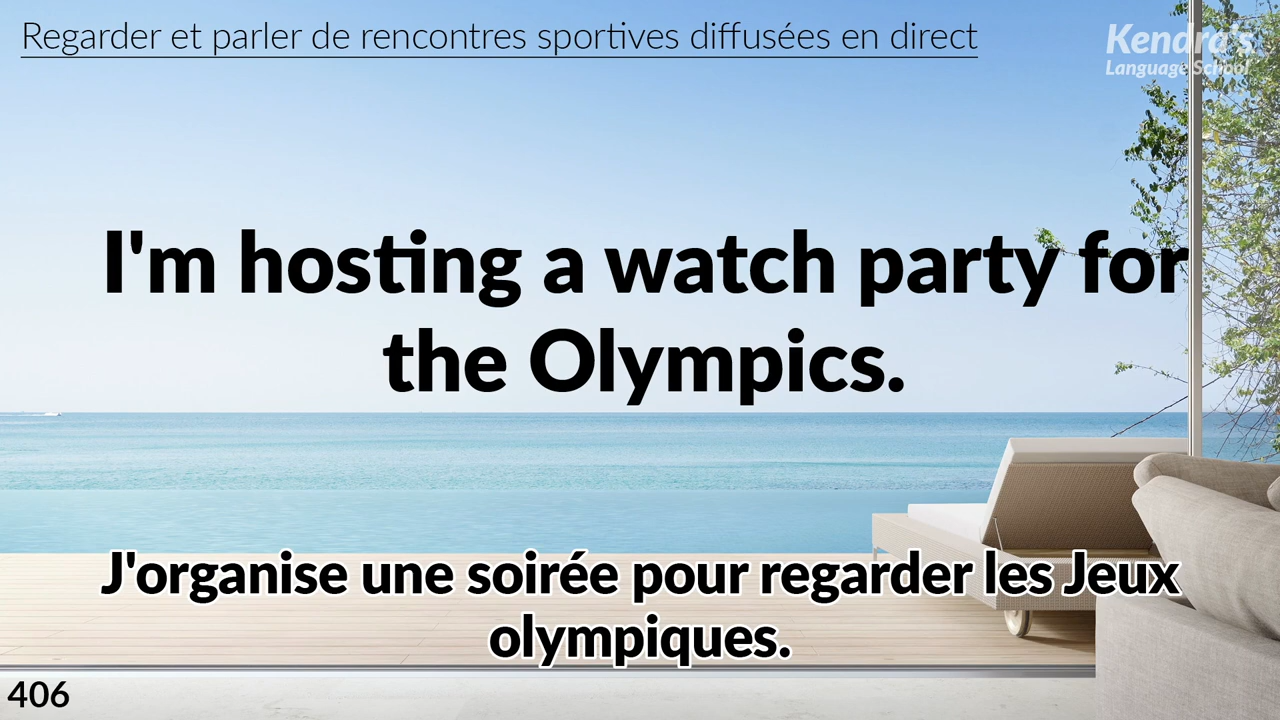 Regarder et parler de rencontres sportives diffusées en direct
Kendra's
Language School
I'm hosting a watch party for
the Olympics.
J'organise une soirée pour regarder les Jeux
olympiques.
406